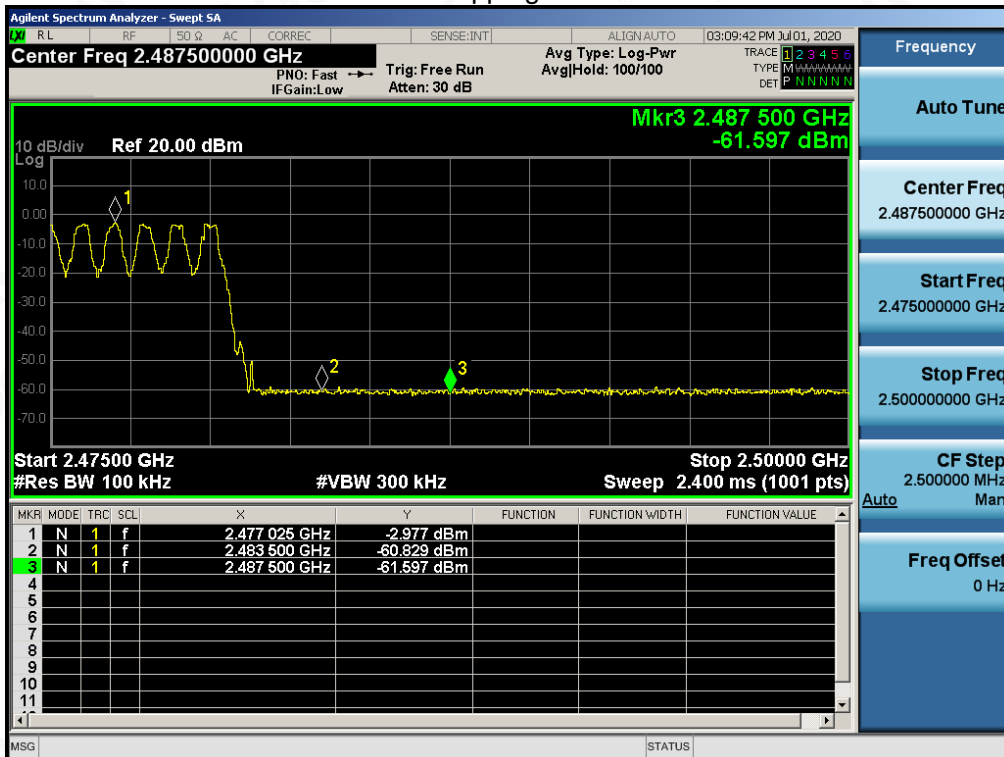 Agilent Spectrum Analyzer - Swept SA
LXI RL RF 50 Ω AC CORREC SENSE:INT ALIGN AUTO 03:09:42 PM Jul 01, 2020
Center Freq 2.487500000 GHz
PNO: Fast
IFGain:Low
Trig: Free Run
Atten: 30 dB
Avg Type: Log-Pwr
Avg|Hold: 100/100
TRACE 1 2 3 4 5 6
TYPE M WWWWW
DET P N N N N N
Mkr3 2.487 500 GHz
-61.597 dBm
10 dB/div Ref 20.00 dBm
Log
10.0
0.00
-10.0
-20.0
-30.0
-40.0
-50.0
-60.0
-70.0
1
2
3
Start 2.47500 GHz Stop 2.50000 GHz
#Res BW 100 kHz #VBW 300 kHz Sweep 2.400 ms (1001 pts)
MKR MODE TRC SCL X Y FUNCTION FUNCTION WIDTH FUNCTION VALUE
1 N 1 f 2.477 025 GHz -2.977 dBm
2 N 1 f 2.483 500 GHz -60.829 dBm
3 N 1 f 2.487 500 GHz -61.597 dBm
4
5
6
7
8
9
10
11
MSG STATUS
Frequency
Auto Tune
Center Freq
2.487500000 GHz
Start Freq
2.475000000 GHz
Stop Freq
2.500000000 GHz
CF Step
2.500000 MHz
Auto Man
Freq Offset
0 Hz